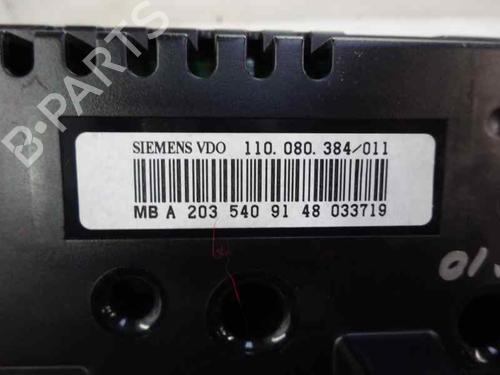 B-PARTS
SIEMENS VDO 110.080.384/011
MB A 203 540 91 48 033719